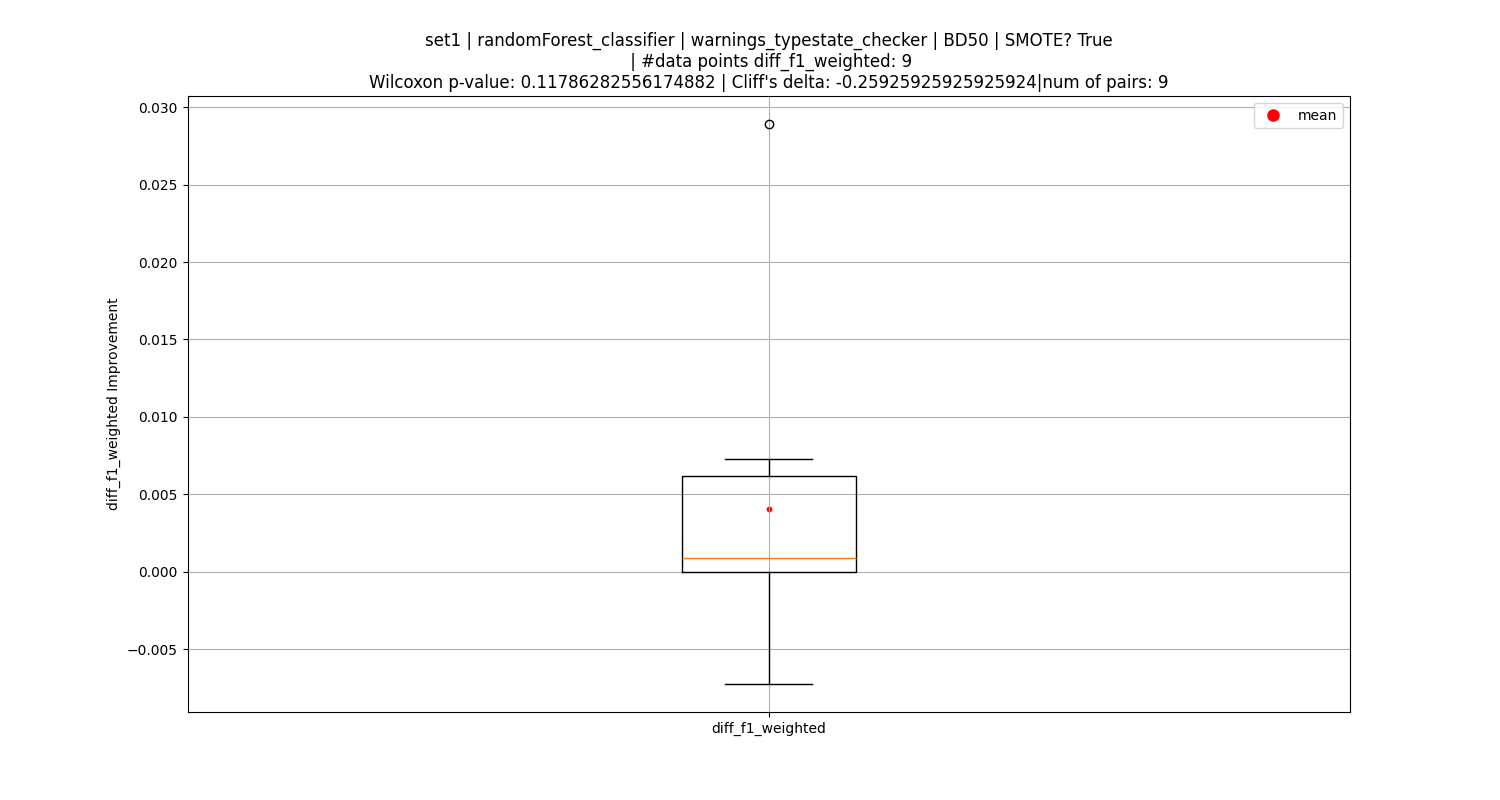 set1 | randomForest_classifier | warnings_typestate_checker | BD50 | SMOTE? True
| #data points diff_f1_weighted: 9
Wilcoxon p-value: 0.11786282556174882 | Cliff's delta: -0.25925925925925924|num of pairs: 9
mean
0.030
0.025
0.020
0.015
0.010
0.005
0.000
−0.005
diff_f1_weighted Improvement
diff_f1_weighted